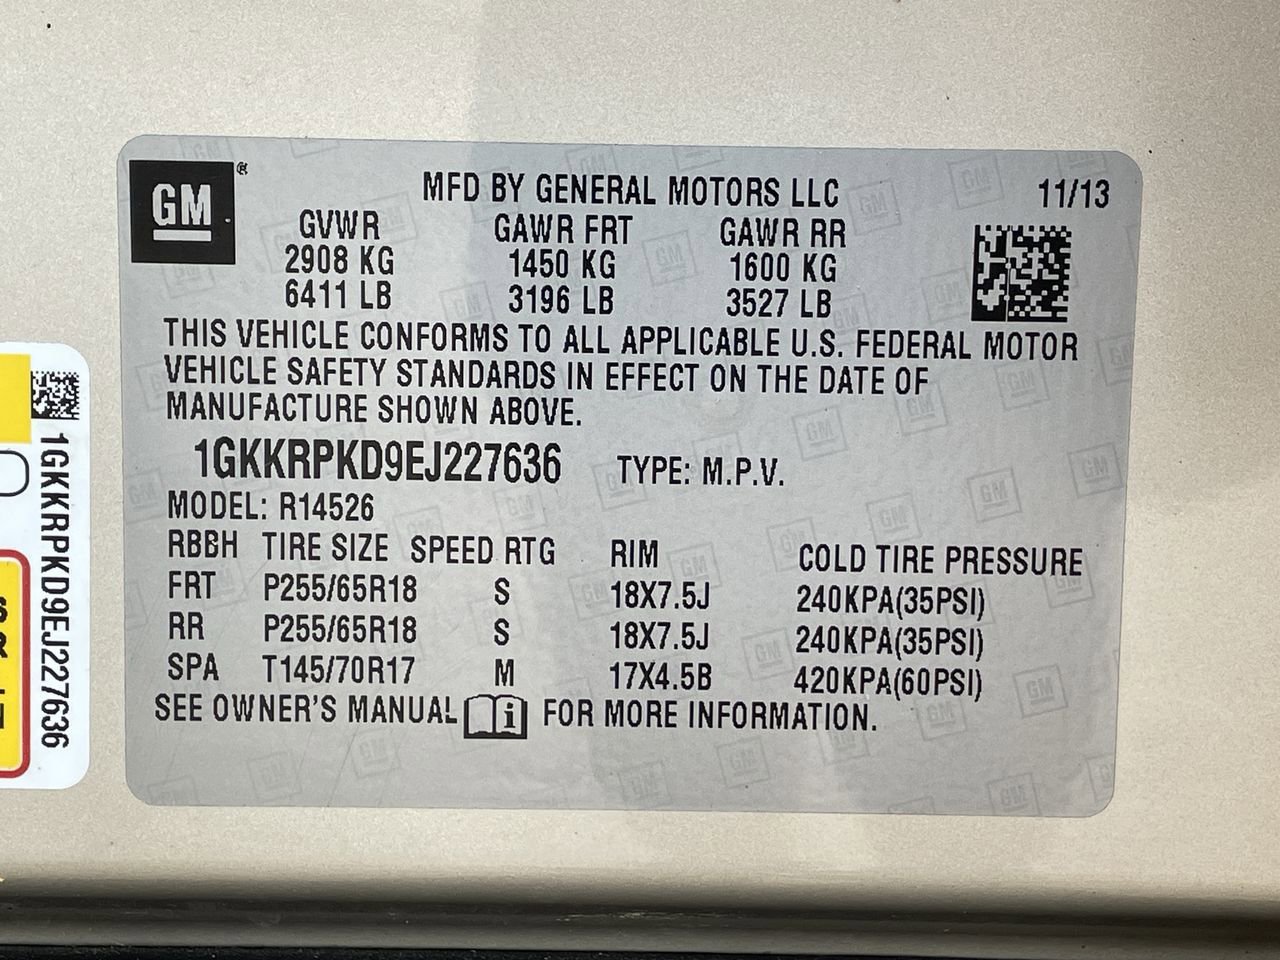 GM
MFD BY GENERAL MOTORS LLC 11/13
GVWR GAWR FRT GAWR RR
2908 KG 1450 KG 1600 KG
6411 LB 3196 LB 3527 LB
THIS VEHICLE CONFORMS TO ALL APPLICABLE U.S. FEDERAL MOTOR
VEHICLE SAFETY STANDARDS IN EFFECT ON THE DATE OF
MANUFACTURE SHOWN ABOVE.
1GKKRPKD9EJ227636 TYPE: M.P.V.
MODEL: R14526
RBBH TIRE SIZE SPEED RTG RIM COLD TIRE PRESSURE
FRT P255/65R18 S 18X7.5J 240KPA(35PSI)
RR P255/65R18 S 18X7.5J 240KPA(35PSI)
SPA T145/70R17 M 17X4.5B 420KPA(60PSI)
SEE OWNER'S MANUAL i FOR MORE INFORMATION.
1GKKRPKD9EJ227636